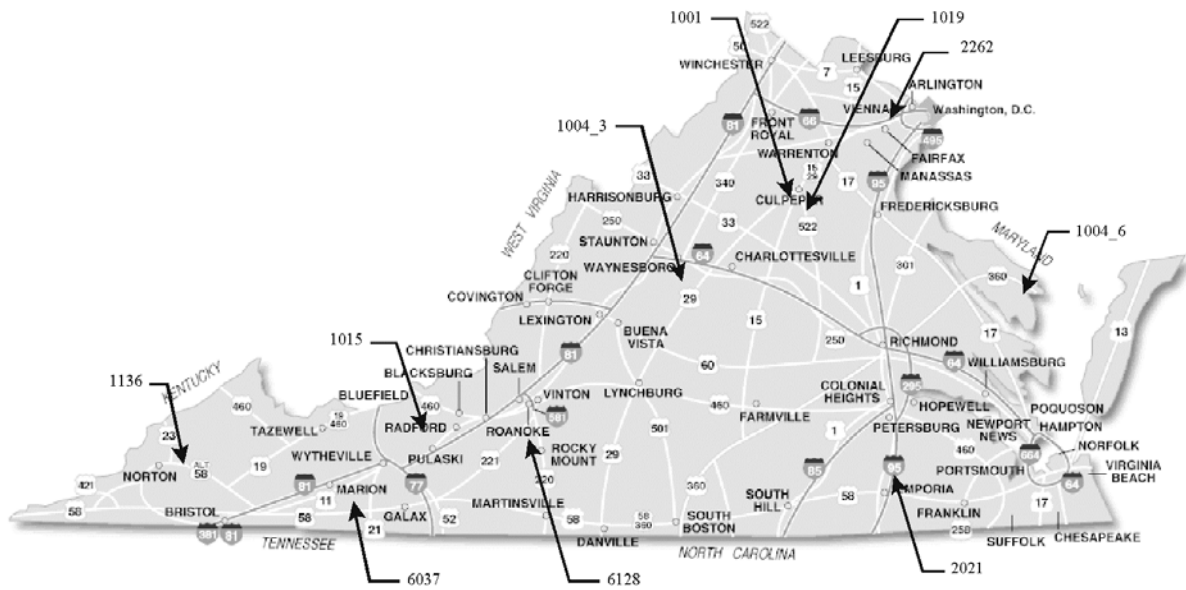 1001
1019
522
2262
50
WINCHESTER
LEESBURG
7
15
ARLINGTON
VIENNA
Washington, D.C.
1004_3
81
FRONT
ROYAL
66
495
FAIRFAX
WARRENTON
MANASSAS
15
29
17
95
33
340
HARRISONBURG
CULPEPER
FREDERICKSBURG
WEST VIRGINIA
250
33
522
MARYLAND
1004_6
STAUNTON
220
64
WAYNESBORO
CHARLOTTESVILLE
301
360
CLIFTON
FORGE
COVINGTON
29
1
LEXINGTON
15
17
13
BUENA
VISTA
250
RICHMOND
1015
CHRISTIANSBURG
81
64
WILLIAMSBURG
SALEM
60
1136
KENTUCKY
BLACKSBURG
BLUEFIELD
LYNCHBURG
295
COLONIAL
HEIGHTS
HOPEWELL
VINTON
581
460
19
460
460
460
FARMVILLE
POQUOSON
HAMPTON
TAZEWELL
RADFORD
ROANOKE
501
1
PETERSBURG
NEWPORT
NEWS
23
NORFOLK
WYTHEVILLE
PULASKI
ROCKY
MOUNT
29
460
664
19
221
PORTSMOUTH
VIRGINIA
BEACH
NORTON
ALT
58
77
220
85
95
64
421
81
MARION
360
58
EMPORIA
11
MARTINSVILLE
SOUTH
HILL
17
58
BRISTOL
58
GALAX
52
58
58
360
SOUTH
BOSTON
FRANKLIN
21
258
381
81
DANVILLE
SUFFOLK
CHESAPEAKE
TENNESSEE
NORTH CAROLINA
6037
6128
2021